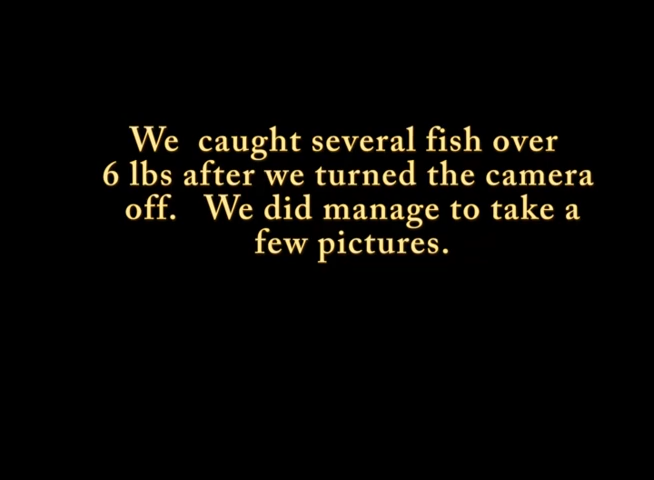 We  caught several fish over
6 lbs after we turned the camera
off.   We did manage to take a
few pictures.